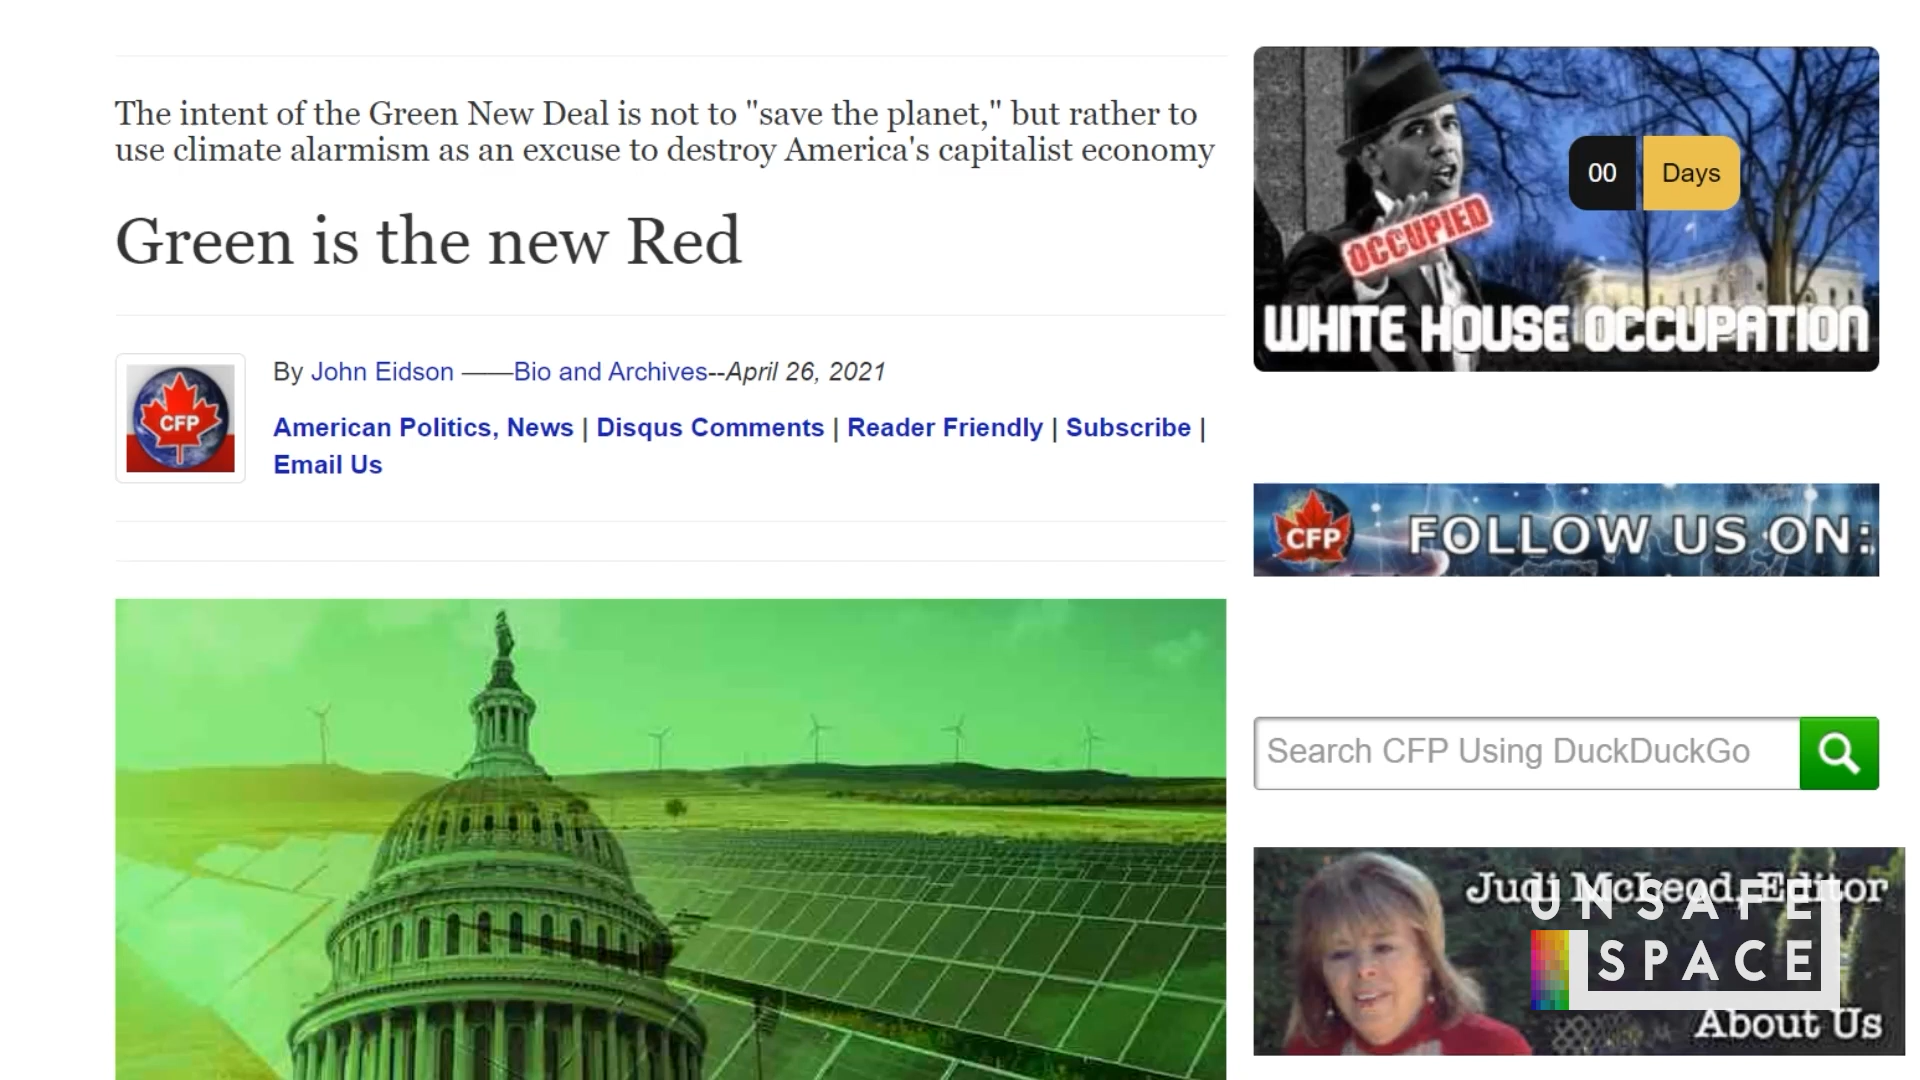 The intent of the Green New Deal is not to "save the planet," but rather to
use climate alarmism as an excuse to destroy America's capitalist economy
Green is the new Red
By John Eidson ——Bio and Archives--April 26, 2021
American Politics, News | Disqus Comments | Reader Friendly | Subscribe |
Email Us
CFP
00 Days
OCCUPIED
WHITE HOUSE OCCUPATION
CFP FOLLOW US ON:
Search CFP Using DuckDuckGo
Judi McLeod, Editor
UNSAFE
SPACE
About Us